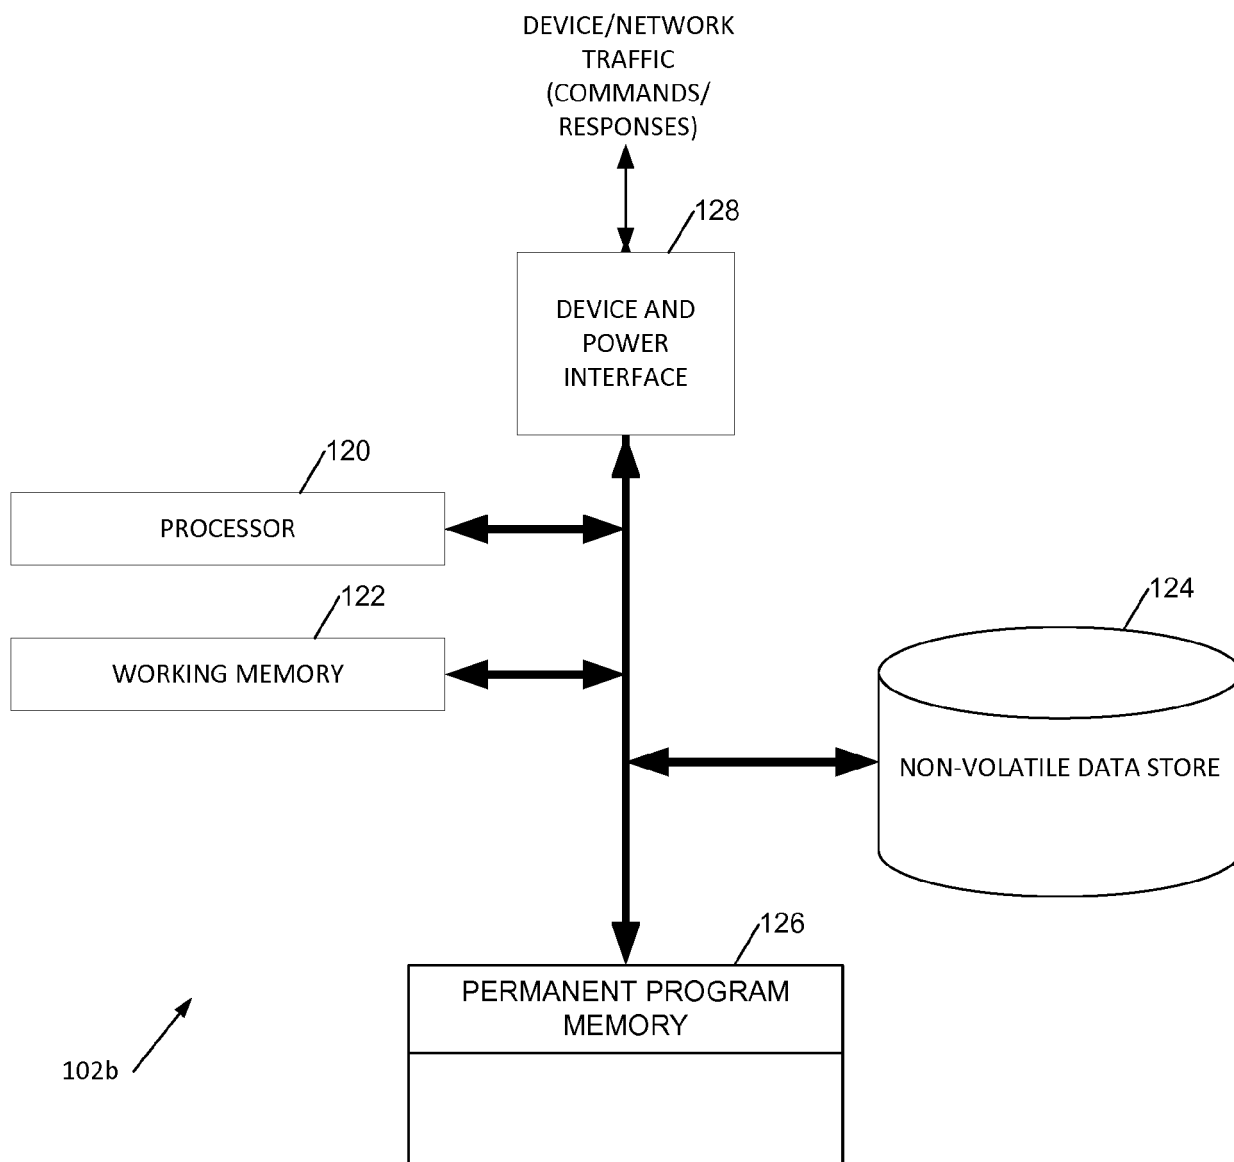 DEVICE/NETWORK
TRAFFIC
(COMMANDS/
RESPONSES)
128
DEVICE AND
POWER
INTERFACE
120
PROCESSOR
122
WORKING MEMORY
124
NON-VOLATILE DATA STORE
126
PERMANENT PROGRAM
MEMORY
102b